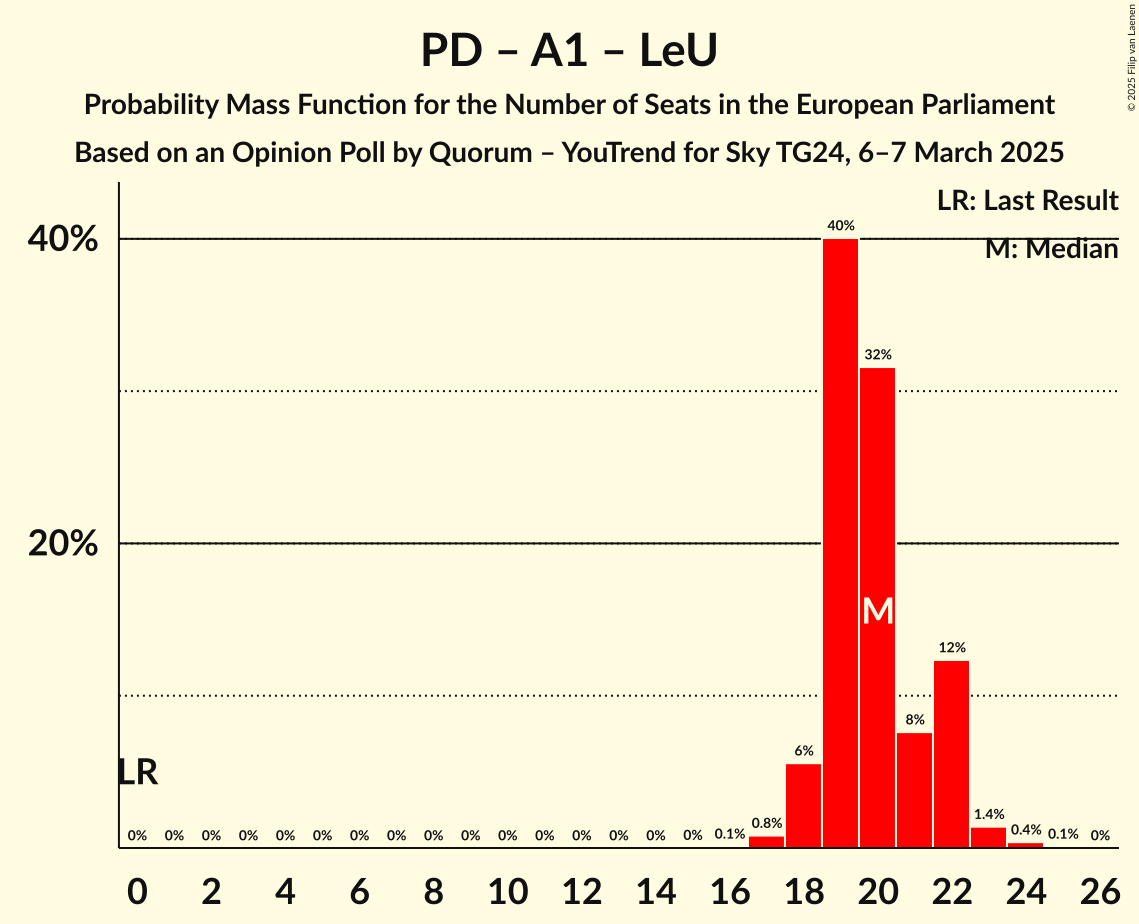 PD – A1 – LeU
Probability Mass Function for the Number of Seats in the European Parliament
Based on an Opinion Poll by Quorum – YouTrend for Sky TG24, 6–7 March 2025
© 2025 Filip van Laenen
LR: Last Result
M: Median
40%
20%
40%
32%
M
12%
8%
6%
LR
0% 0% 0% 0% 0% 0% 0% 0% 0% 0% 0% 0% 0% 0% 0% 0% 0.1% 0.8% 1.4% 0.4% 0.1% 0%
0 2 4 6 8 10 12 14 16 18 20 22 24 26